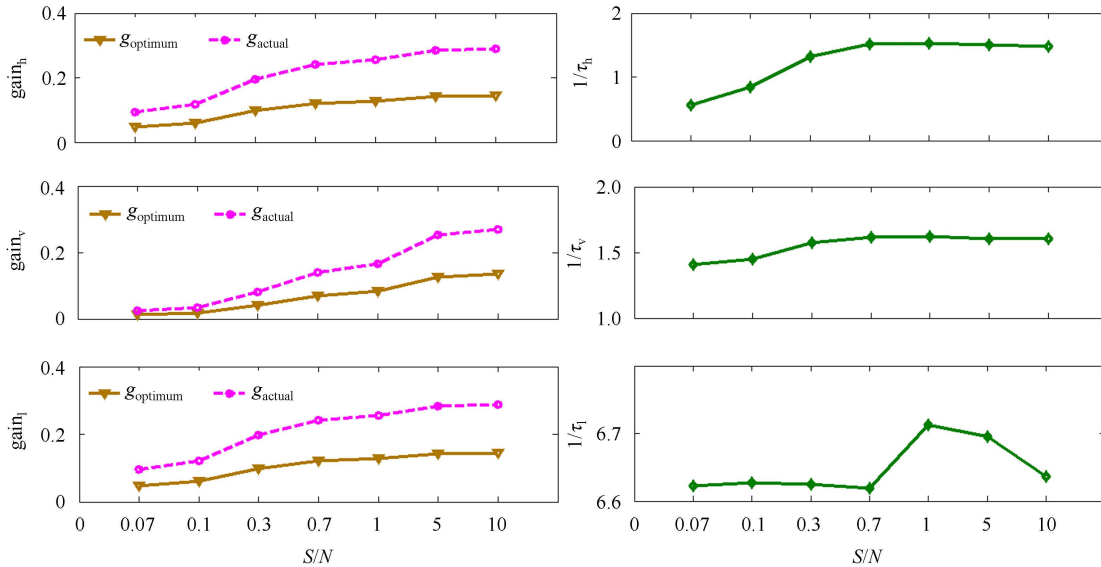 0.4
g_optimum
g_actual
gain_h
0.2
0
2
1/τ_h
1
0
0.4
g_optimum
g_actual
gain_v
0.2
0
2.0
1/τ_v
1.5
1.0
0.4
g_optimum
g_actual
gain_l
0.2
0
6.7
1/τ_l
6.6
0 0.07 0.1 0.3 0.7 1 5 10
S/N
0 0.07 0.1 0.3 0.7 1 5 10
S/N